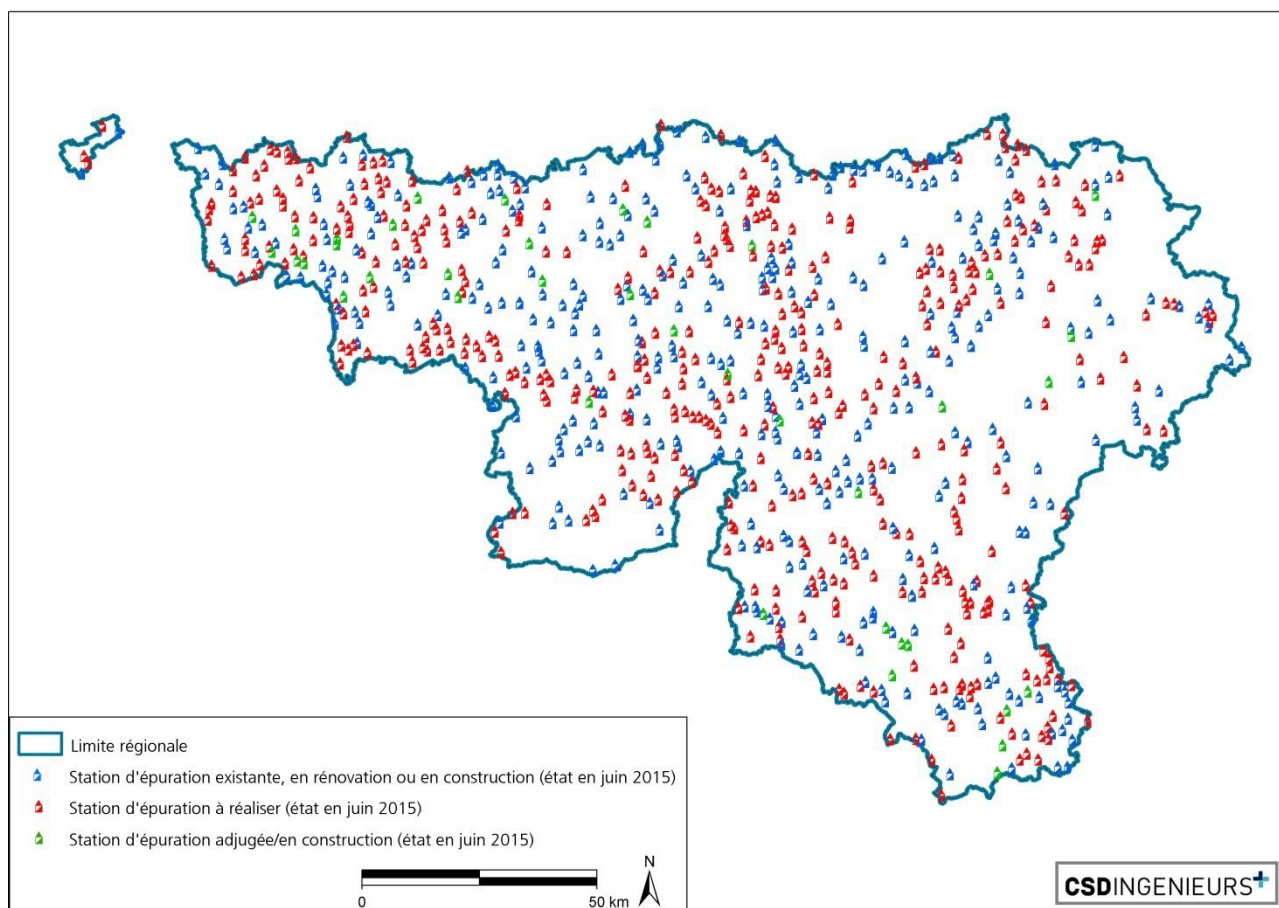 Limite régionale
Station d'épuration existante, en rénovation ou en construction (état en juin 2015)
Station d'épuration à réaliser (état en juin 2015)
Station d'épuration adjugée/en construction (état en juin 2015)
N
0 50 km
CSDINGENIEURS+